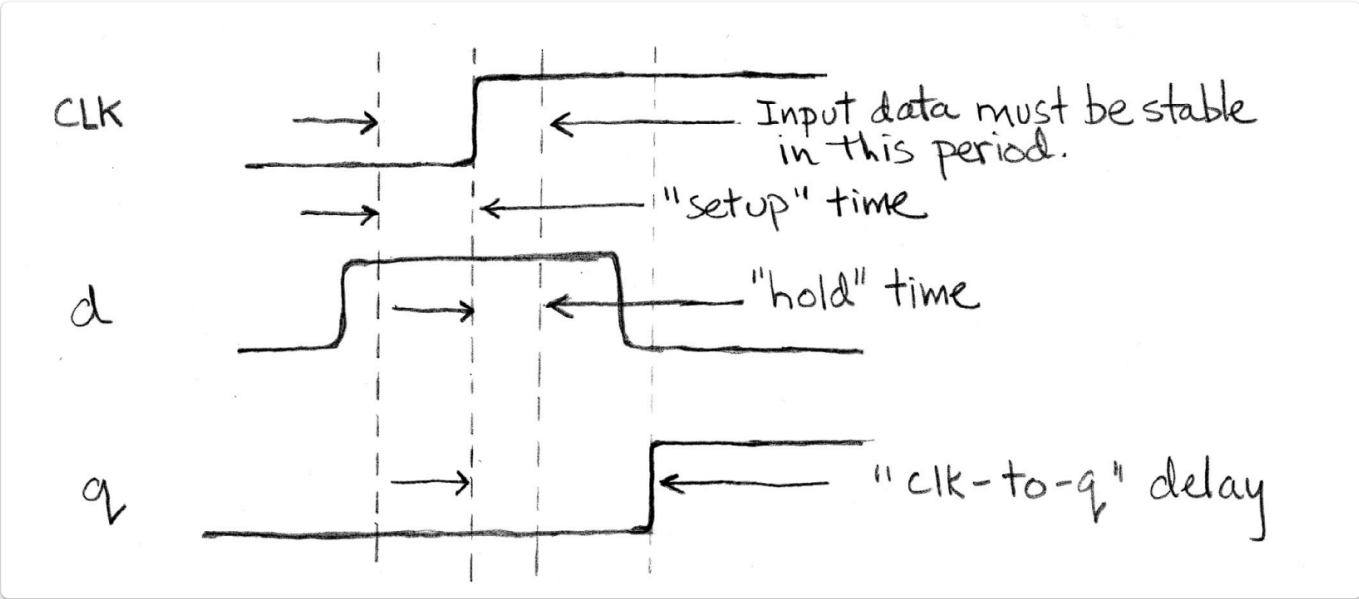 CLK
Input data must be stable
in this period.
"setup" time
d
"hold" time
q
"clk-to-q" delay